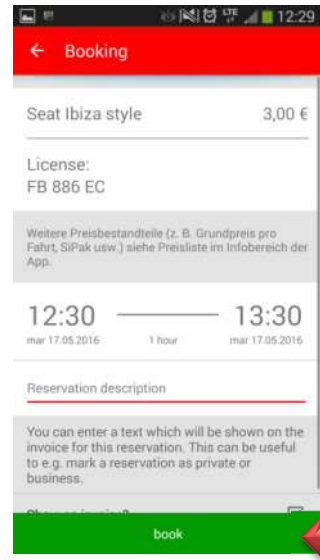 LTE 12:29
Booking
Seat Ibiza style 3,00 €
License:
FB 886 EC
Weitere Preisbestandteile (z. B. Grundpreis pro
Fahrt, SiPak usw.) siehe Preisliste im Infobereich der
App.
12:30 13:30
mar 17.05.2016 1 hour mar 17.05.2016
Reservation description
You can enter a text which will be shown on the
invoice for this reservation. This can be useful
to e.g. mark a reservation as private or
business.
book